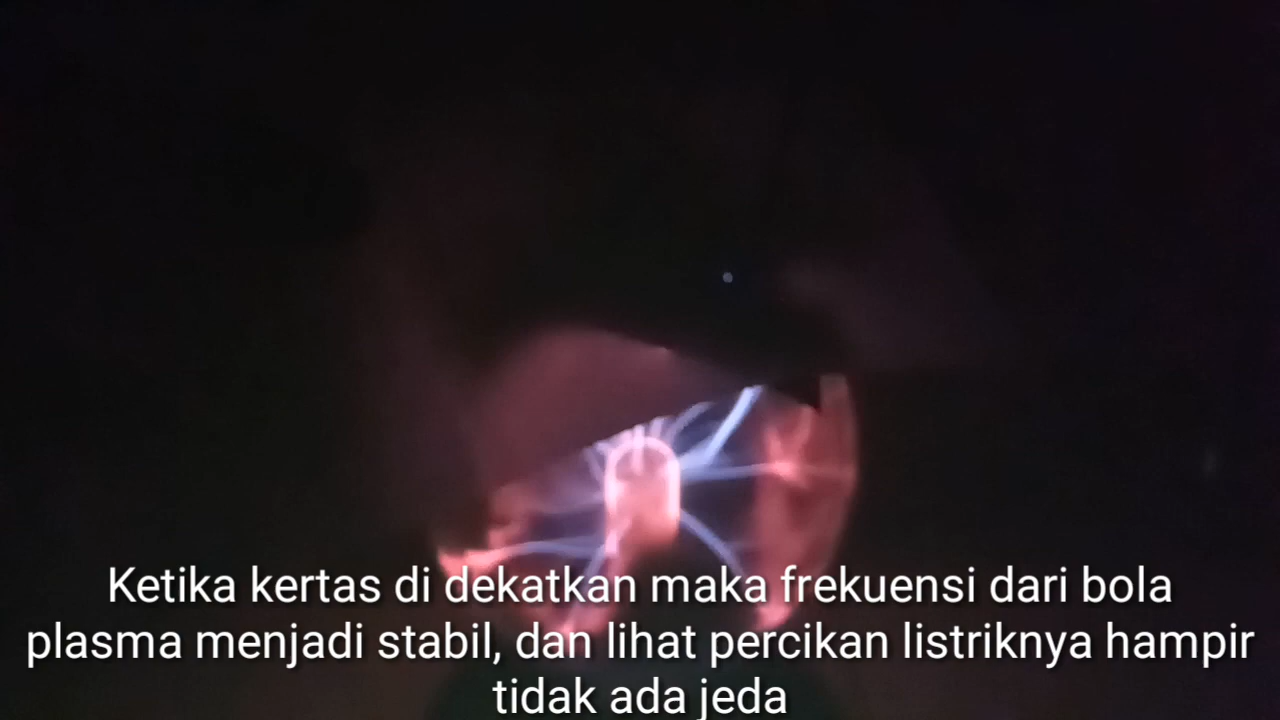 Ketika kertas di dekatkan maka frekuensi dari bola
plasma menjadi stabil, dan lihat percikan listriknya hampir
tidak ada jeda